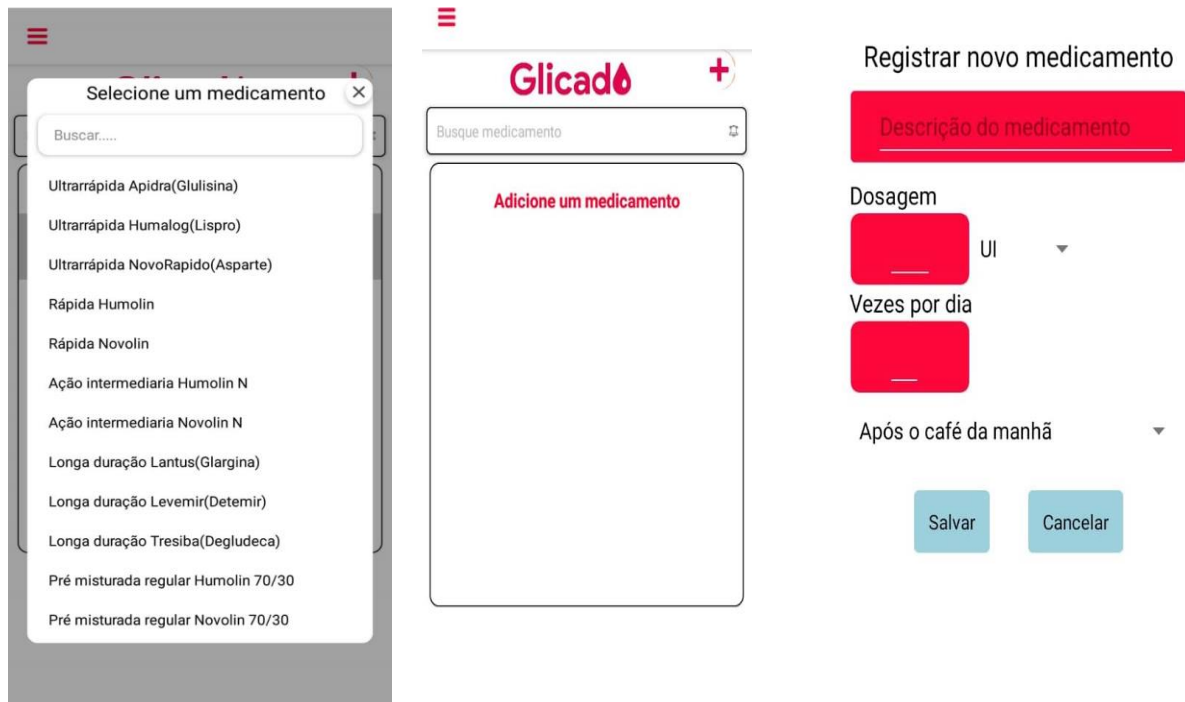 Selecione um medicamento
Buscar.....
Ultrarrápida Apidra(Glulisina)
Ultrarrápida Humalog(Lispro)
Ultrarrápida NovoRapido(Asparte)
Rápida Humolin
Rápida Novolin
Ação intermediaria Humolin N
Ação intermediaria Novolin N
Longa duração Lantus(Glargina)
Longa duração Levemir(Detemir)
Longa duração Tresiba(Degludeca)
Pré misturada regular Humolin 70/30
Pré misturada regular Novolin 70/30
Glicado
Busque medicamento
Adicione um medicamento
Registrar novo medicamento
Descrição do medicamento
Dosagem
UI
Vezes por dia
Após o café da manhã
Salvar
Cancelar